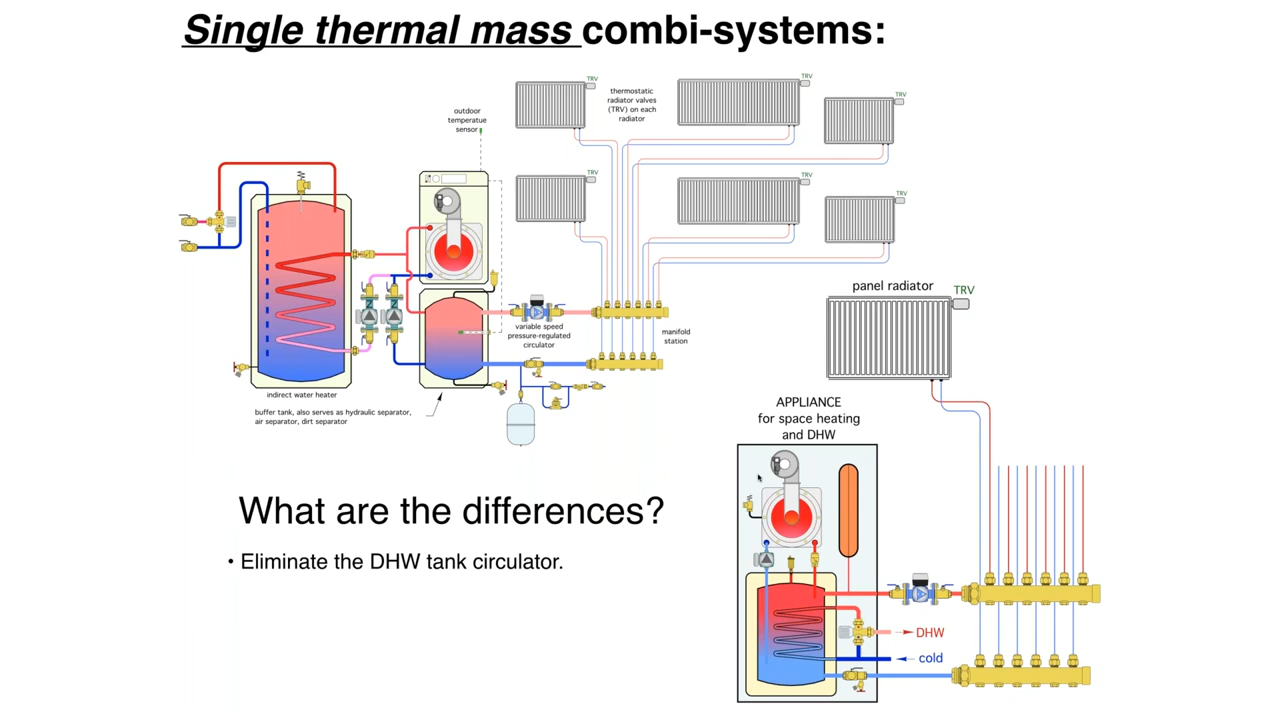 Single thermal mass combi-systems:
TRV
TRV
TRV
thermostatic
radiator valves
(TRV) on each
radiator
outdoor
temperatue
sensor
TRV
TRV
TRV
variable speed
pressure-regulated
circulator
manifold
station
indirect water heater
buffer tank, also serves as hydraulic separator,
air separator, dirt separator
panel radiator
TRV
APPLIANCE
for space heating
and DHW
What are the differences?
• Eliminate the DHW tank circulator.
DHW
cold